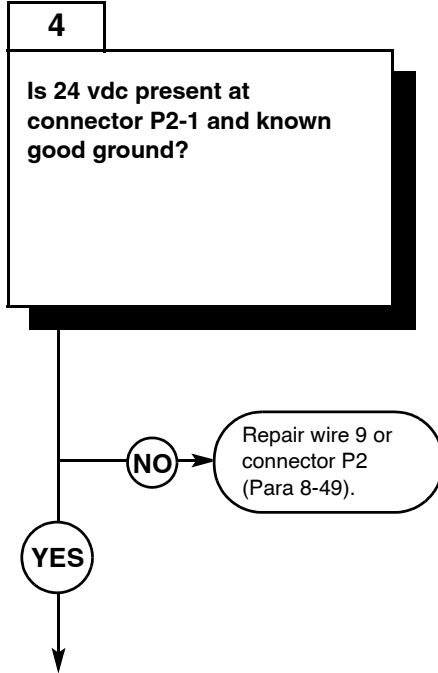 4
Is 24 vdc present at
connector P2-1 and known
good ground?
NO
Repair wire 9 or
connector P2
(Para 8-49).
YES